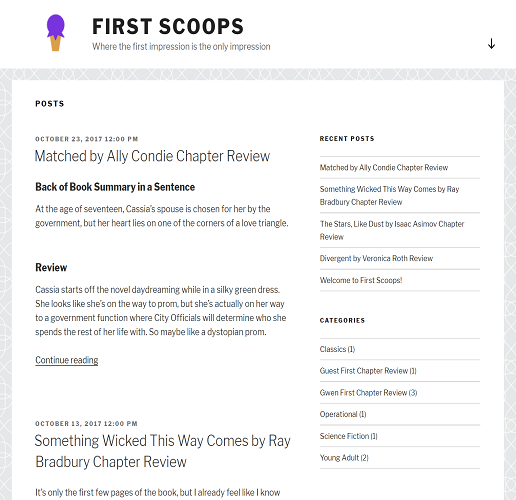 FIRST SCOOPS
Where the first impression is the only impression
POSTS
OCTOBER 23, 2017 12:00 PM
Matched by Ally Condie Chapter Review
Back of Book Summary in a Sentence
At the age of seventeen, Cassia's spouse is chosen for her by the
government, but her heart lies on one of the corners of a love triangle.
Review
Cassia starts off the novel daydreaming while in a silky green dress.
She looks like she's on the way to prom, but she's actually on her way
to a government function where City Officials will determine who she
spends the rest of her life with. So maybe like a dystopian prom.
Continue reading
OCTOBER 13, 2017 12:00 PM
Something Wicked This Way Comes by Ray
Bradbury Chapter Review
It's only the first few pages of the book, but I already feel like I know
RECENT POSTS
Matched by Ally Condie Chapter Review
Something Wicked This Way Comes by Ray
Bradbury Chapter Review
The Stars, Like Dust by Isaac Asimov Chapter
Review
Divergent by Veronica Roth Review
Welcome to First Scoops!
CATEGORIES
Classics (1)
Guest First Chapter Review (1)
Gwen First Chapter Review (3)
Operational (1)
Science Fiction (1)
Young Adult (2)